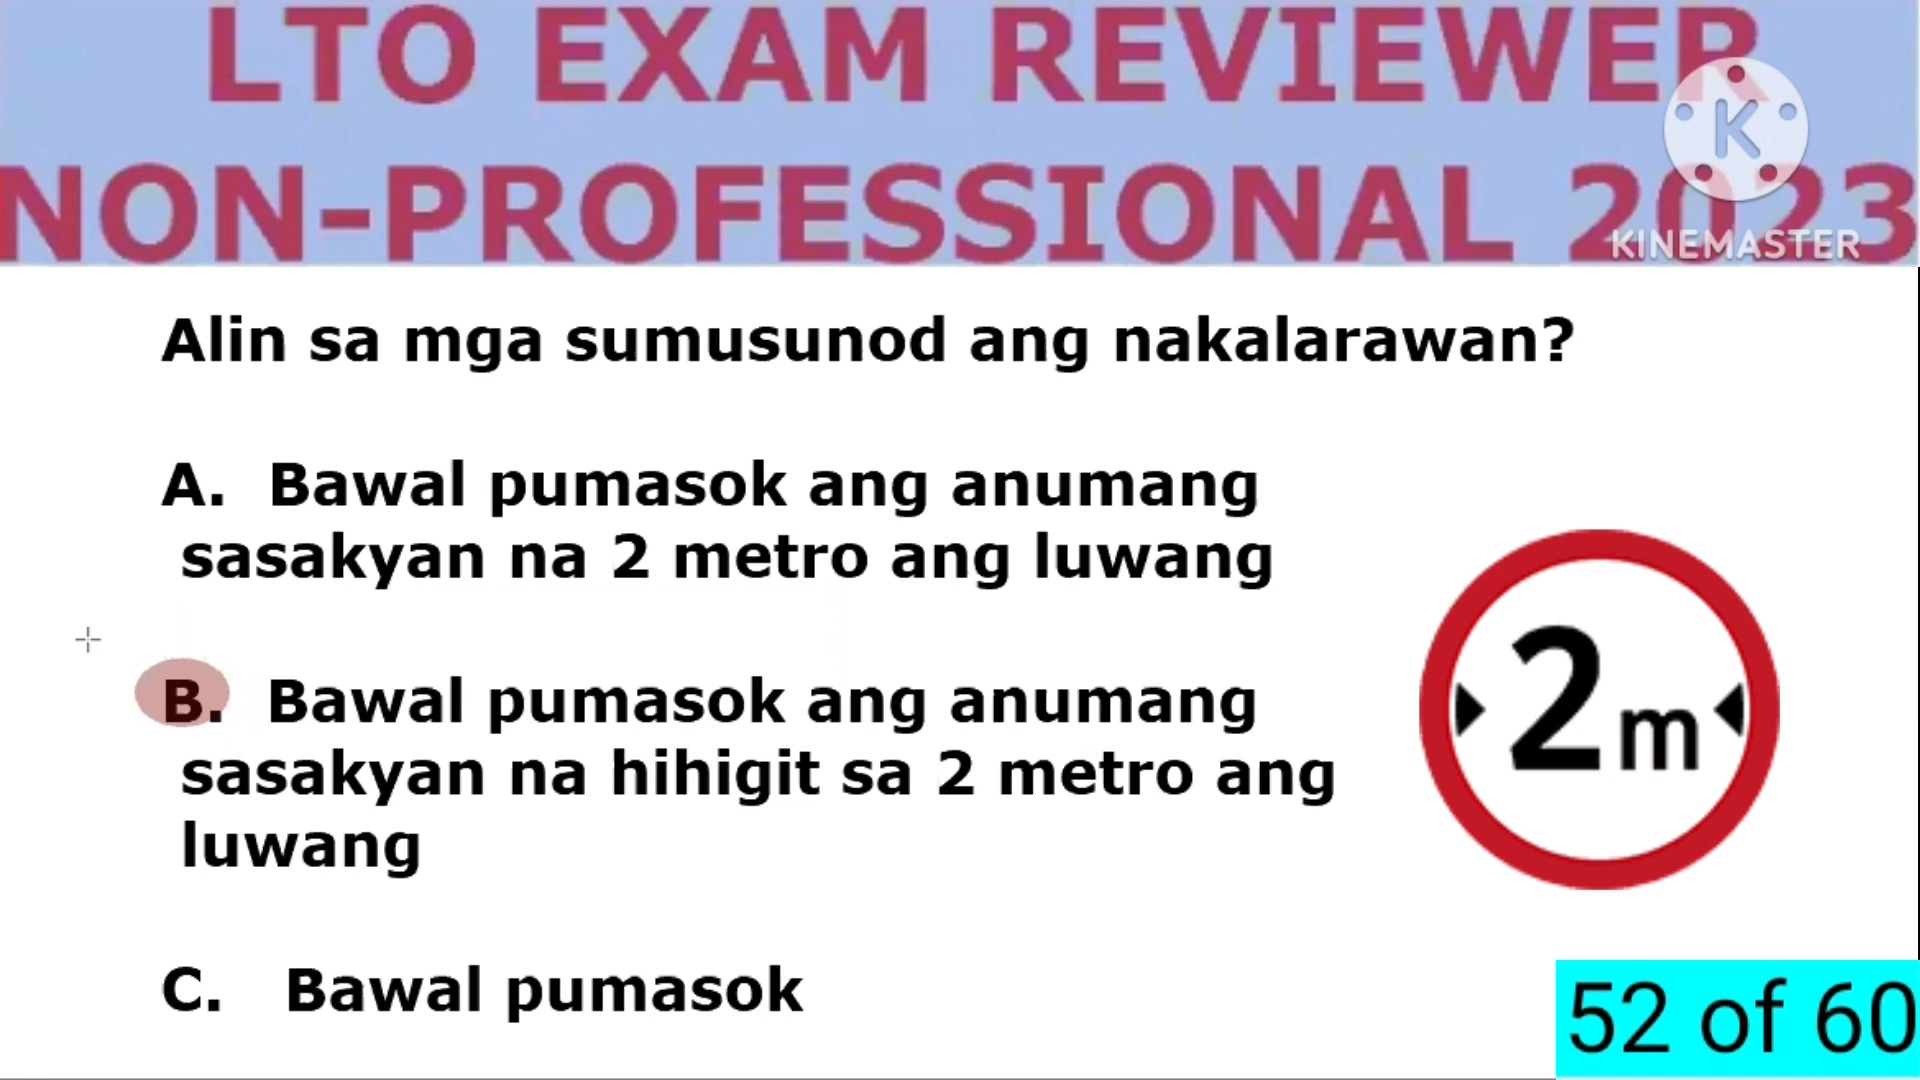 LTO EXAM REVIEWER
K
NON-PROFESSIONAL 2023
KINEMASTER
Alin sa mga sumusunod ang nakalarawan?
A. Bawal pumasok ang anumang
sasakyan na 2 metro ang luwang
B. Bawal pumasok ang anumang
sasakyan na hihigit sa 2 metro ang
luwang
C. Bawal pumasok
2m
52 of 60